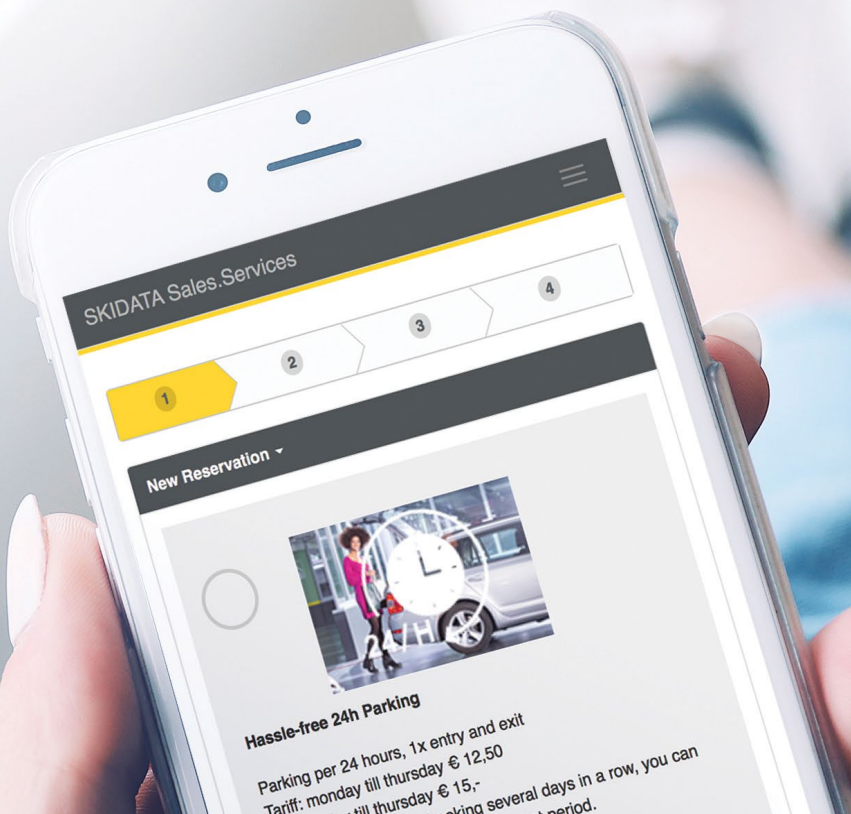 SKIDATA Sales.Services
1
2
3
4
New Reservation
24/H
Hassle-free 24h Parking
Parking per 24 hours, 1x entry and exit
Tariff: monday till thursday € 12,50
till thursday € 15,-
several days in a row, you can
period.